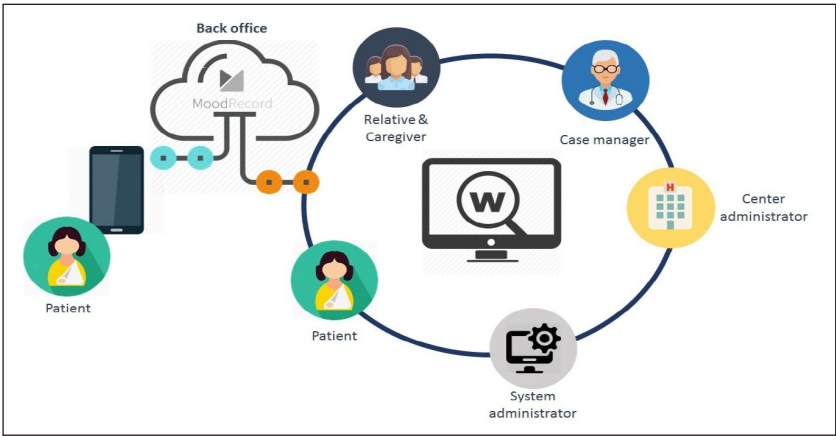 Back office
MoodRecord
Relative &
Caregiver
Case manager
H
Center
administrator
W
Patient
Patient
System
administrator